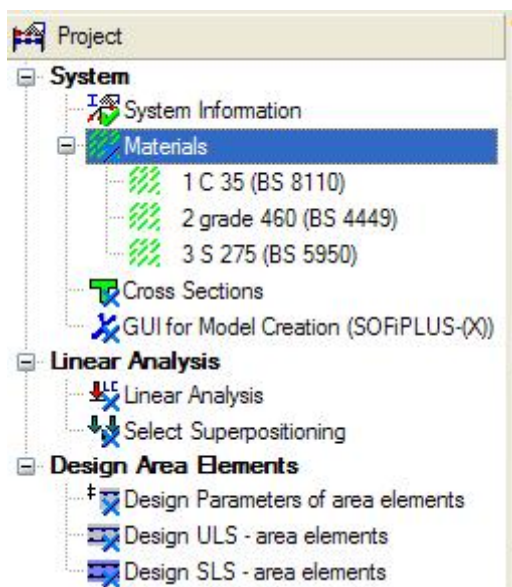 Project
System
System Information
Materials
1 C 35 (BS 8110)
2 grade 460 (BS 4449)
3 S 275 (BS 5950)
Cross Sections
GUI for Model Creation (SOFiPLUS-(X))
Linear Analysis
Linear Analysis
Select Superpositioning
Design Area Elements
Design Parameters of area elements
Design ULS - area elements
Design SLS - area elements